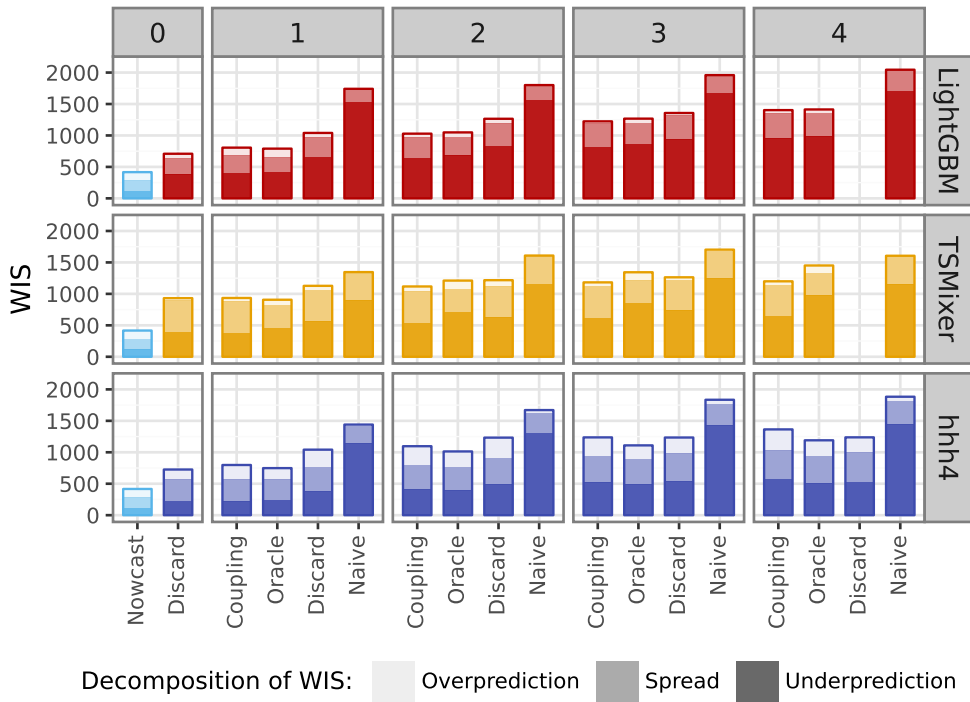 0 1 2 3 4
2000
1500
1000
500
0
LightGBM
2000
1500
1000
500
0
TSMixer
2000
1500
1000
500
0
hhh4
WIS
Nowcast Discard Coupling Oracle Discard Naive Coupling Oracle Discard Naive Coupling Oracle Discard Naive Coupling Oracle Naive
Decomposition of WIS: Overprediction Spread Underprediction